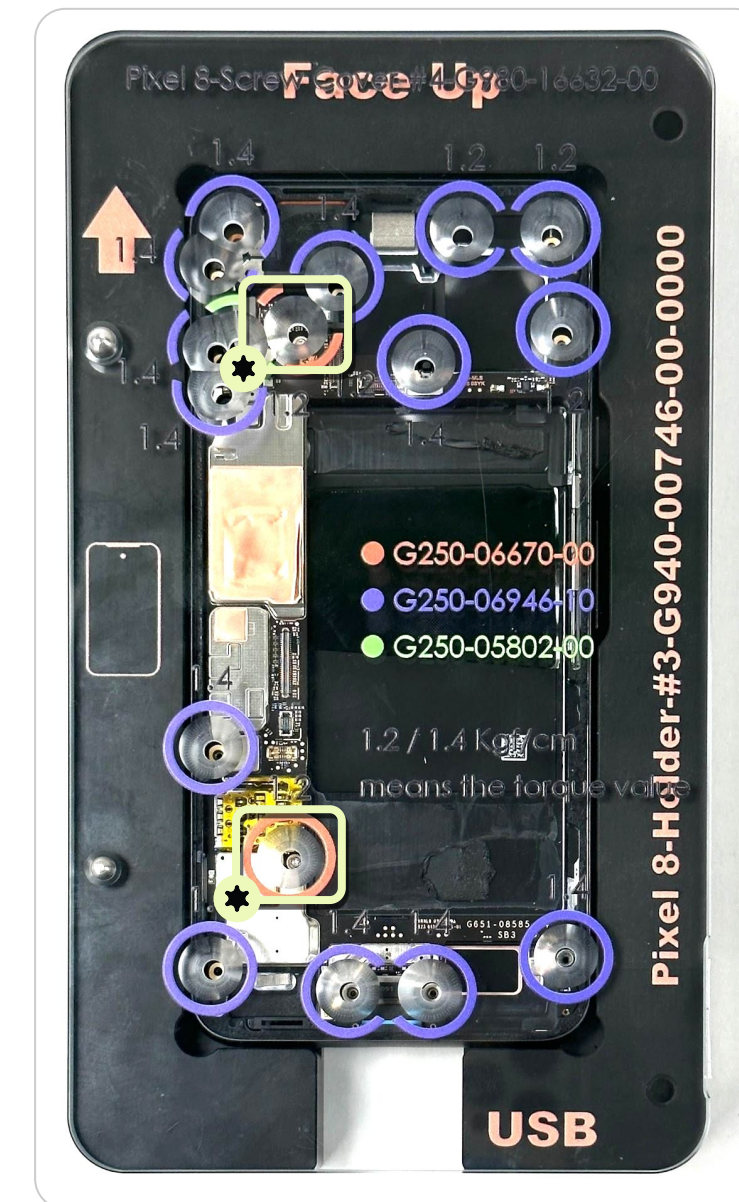 Pixel 8-Screw Cover-#4-G980-16632-00
Face Up
1.4
1.2
1.2
1.4
1.4
1.4
1.2
1.2
1.2
1.4
1.4
G250-06670-00
G250-06946-10
G250-05802-00
1.2 / 1.4 Kgf/cm
means the torque value
1.2
1.4
1.4
G651-08585
SB3
Pixel 8-Holder-#3-G940-00746-00-0000
USB